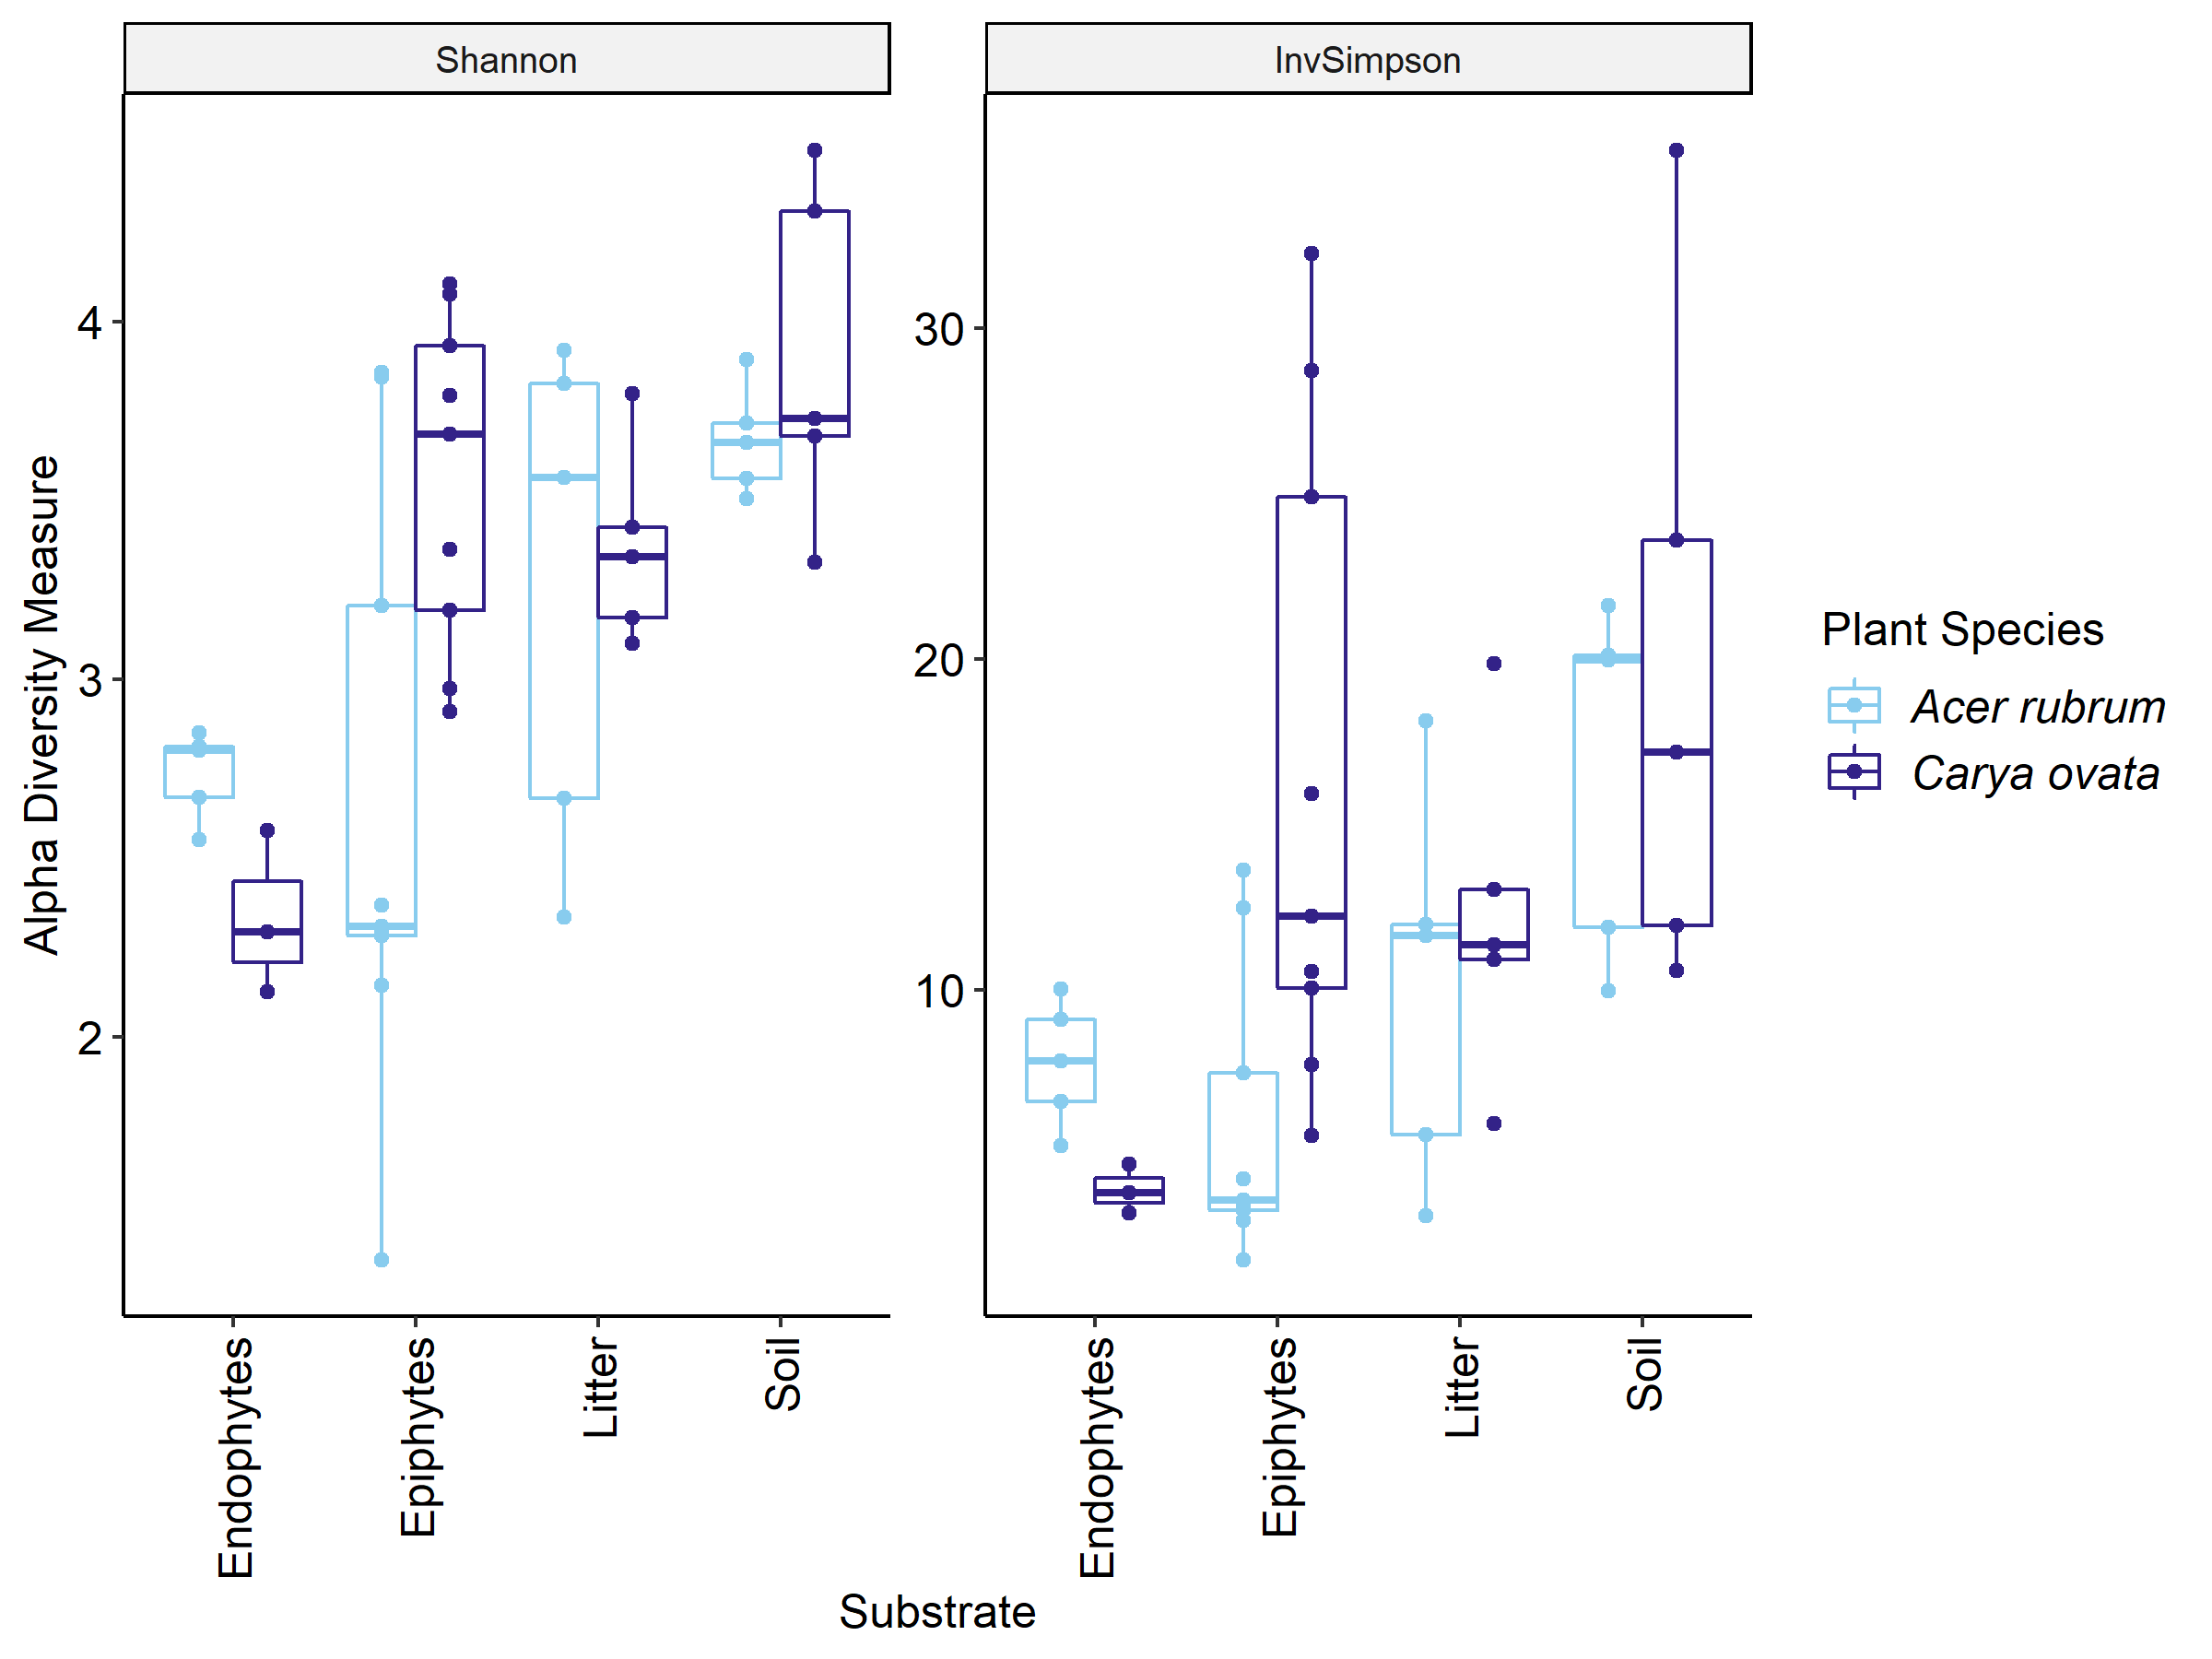 Shannon
InvSimpson
Alpha Diversity Measure
4
3
2
30
20
10
Endophytes
Epiphytes
Litter
Soil
Endophytes
Epiphytes
Litter
Soil
Substrate
Plant Species
Acer rubrum
Carya ovata